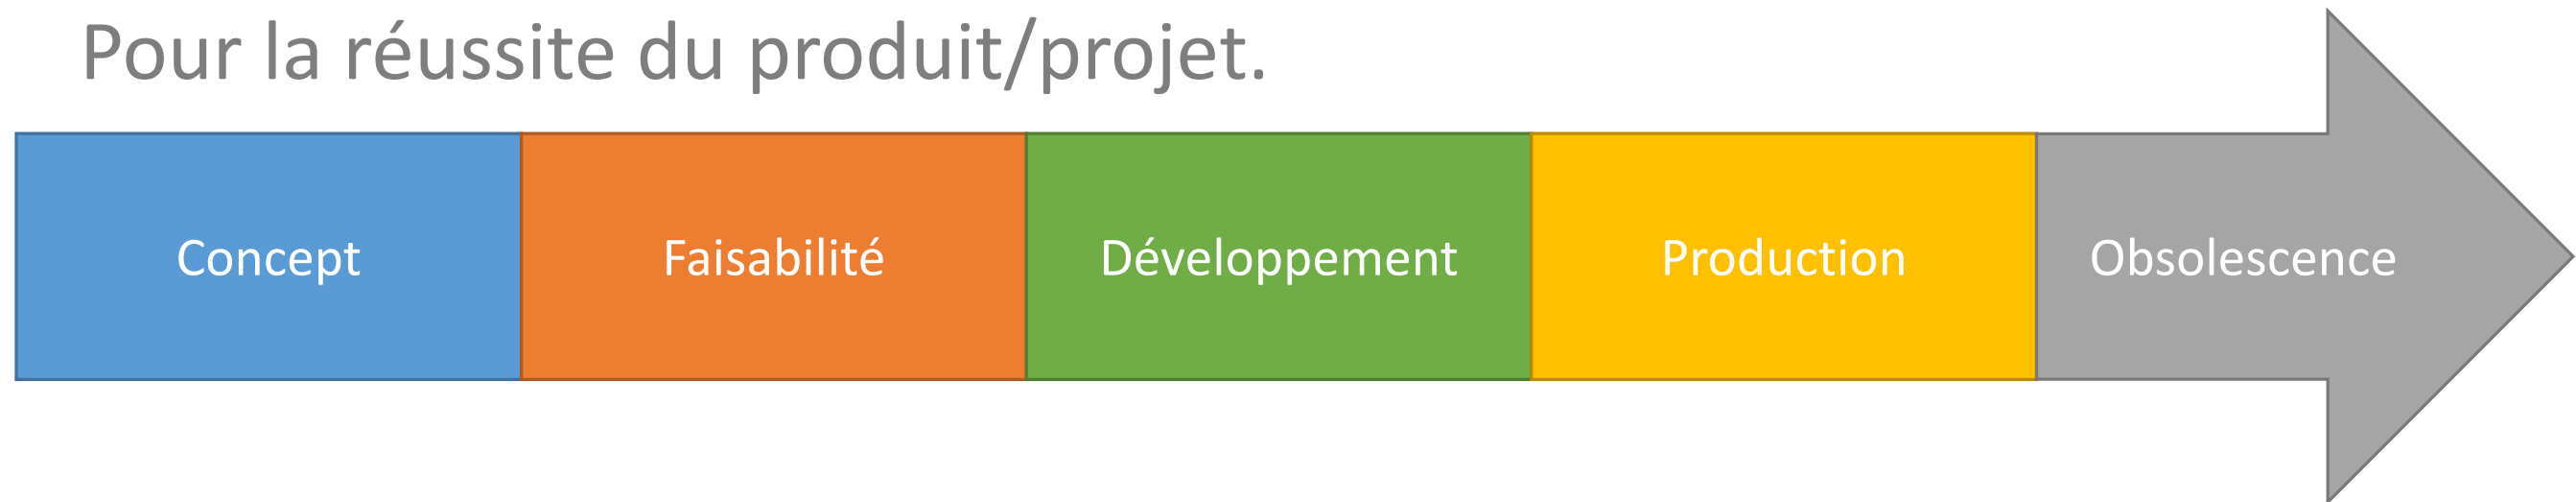 Pour la réussite du produit/projet.
Concept
Faisabilité
Développement
Production
Obsolescence